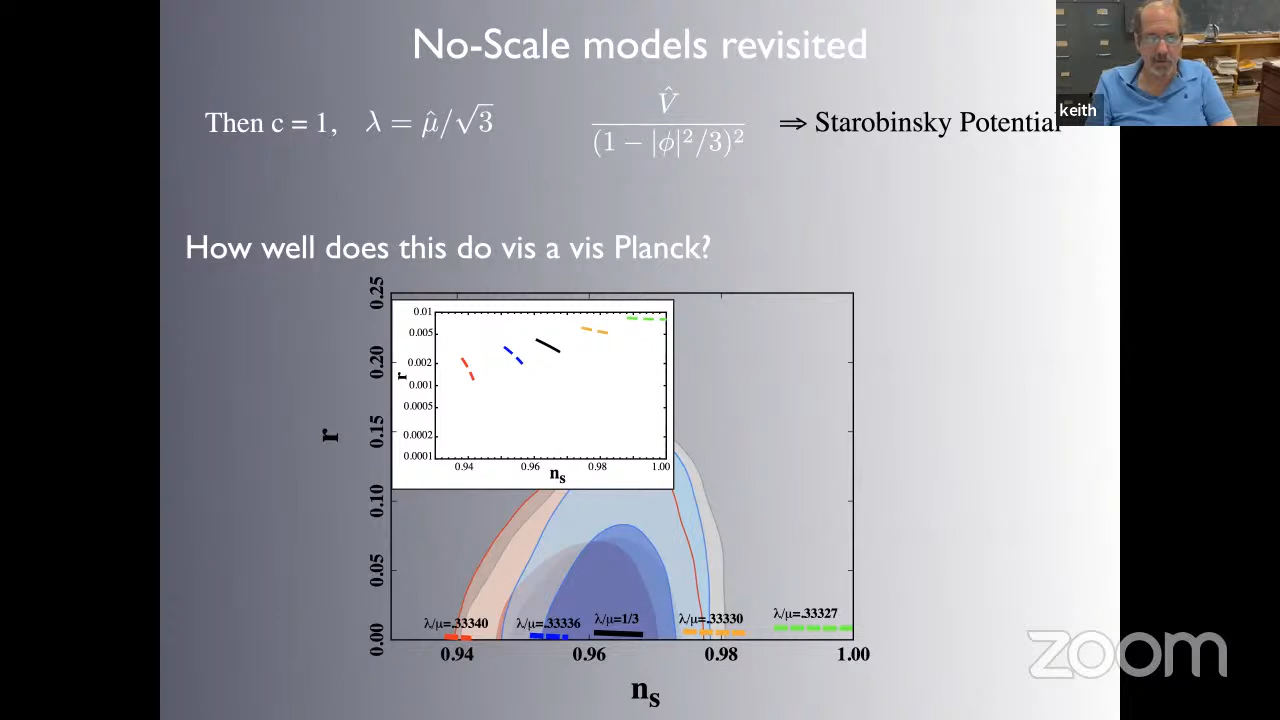 No-Scale models revisited
keith
Then c = 1, λ = μ̂/√3
V̂
(1 − |φ|²/3)²
⇒ Starobinsky Potential
How well does this do vis a vis Planck?
0.25
0.20
0.15
0.10
0.05
0.00
r
0.01
0.005
0.002
0.001
0.0005
0.0002
0.0001
r
0.94 0.96 0.98 1.00
n_s
λ/μ=.33340 λ/μ=.33336 λ/μ=1/3 λ/μ=.33330 λ/μ=.33327
0.94 0.96 0.98 1.00
n_s
zoom